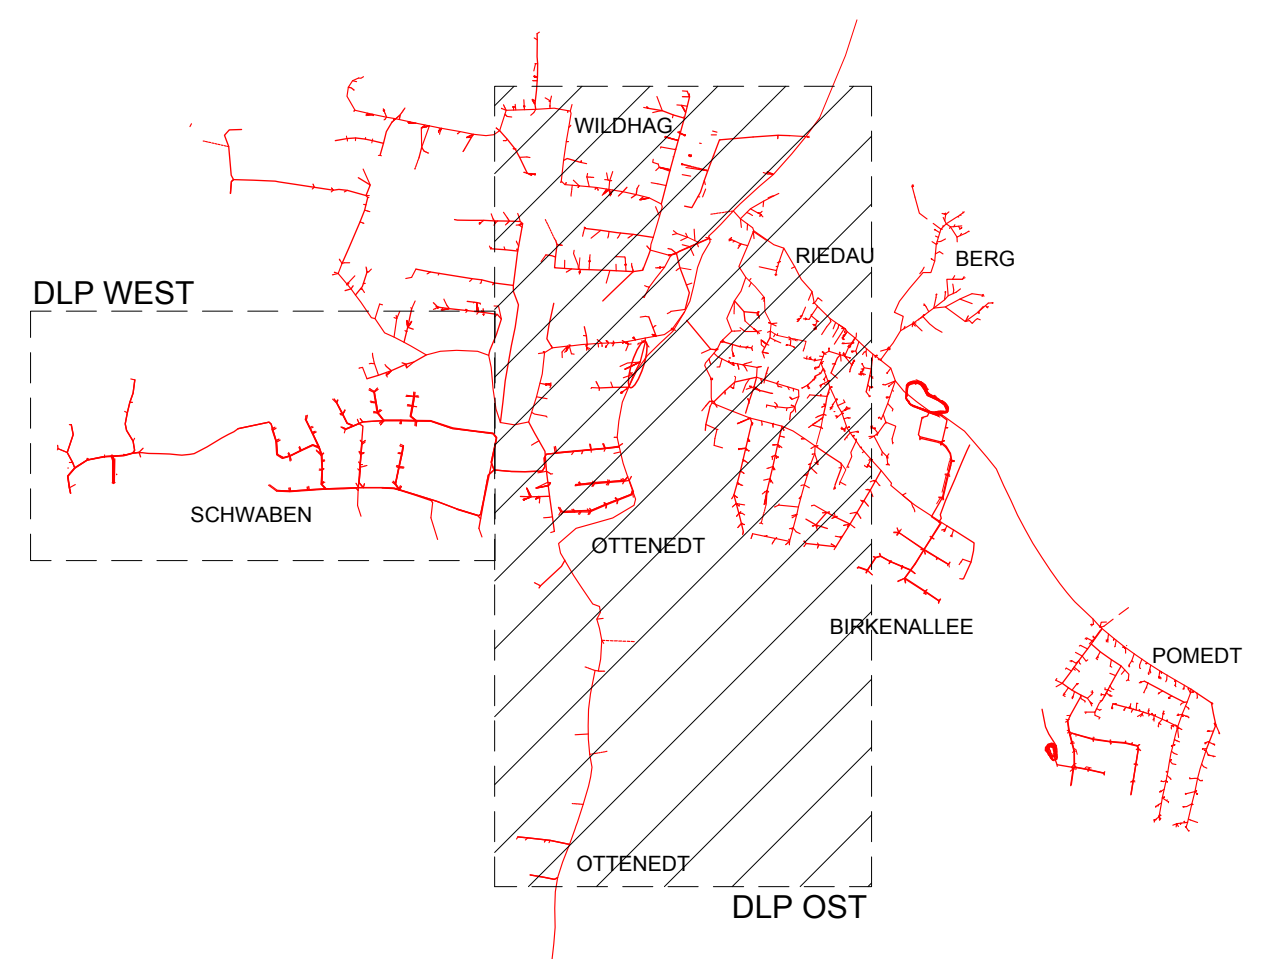 WILDHAG
RIEDAU
BERG
DLP WEST
SCHWABEN
OTTENEDT
BIRKENALLEE
POMEDT
OTTENEDT
DLP OST